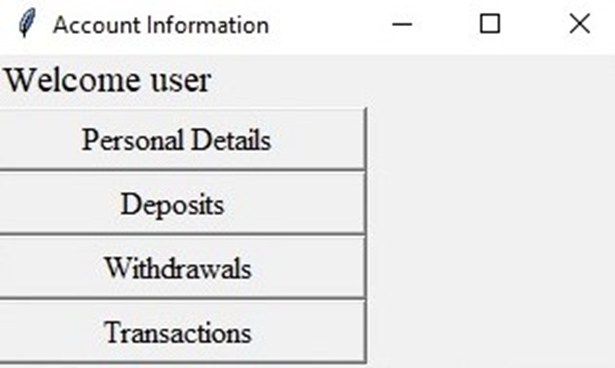 Account Information
Welcome user
Personal Details
Deposits
Withdrawals
Transactions